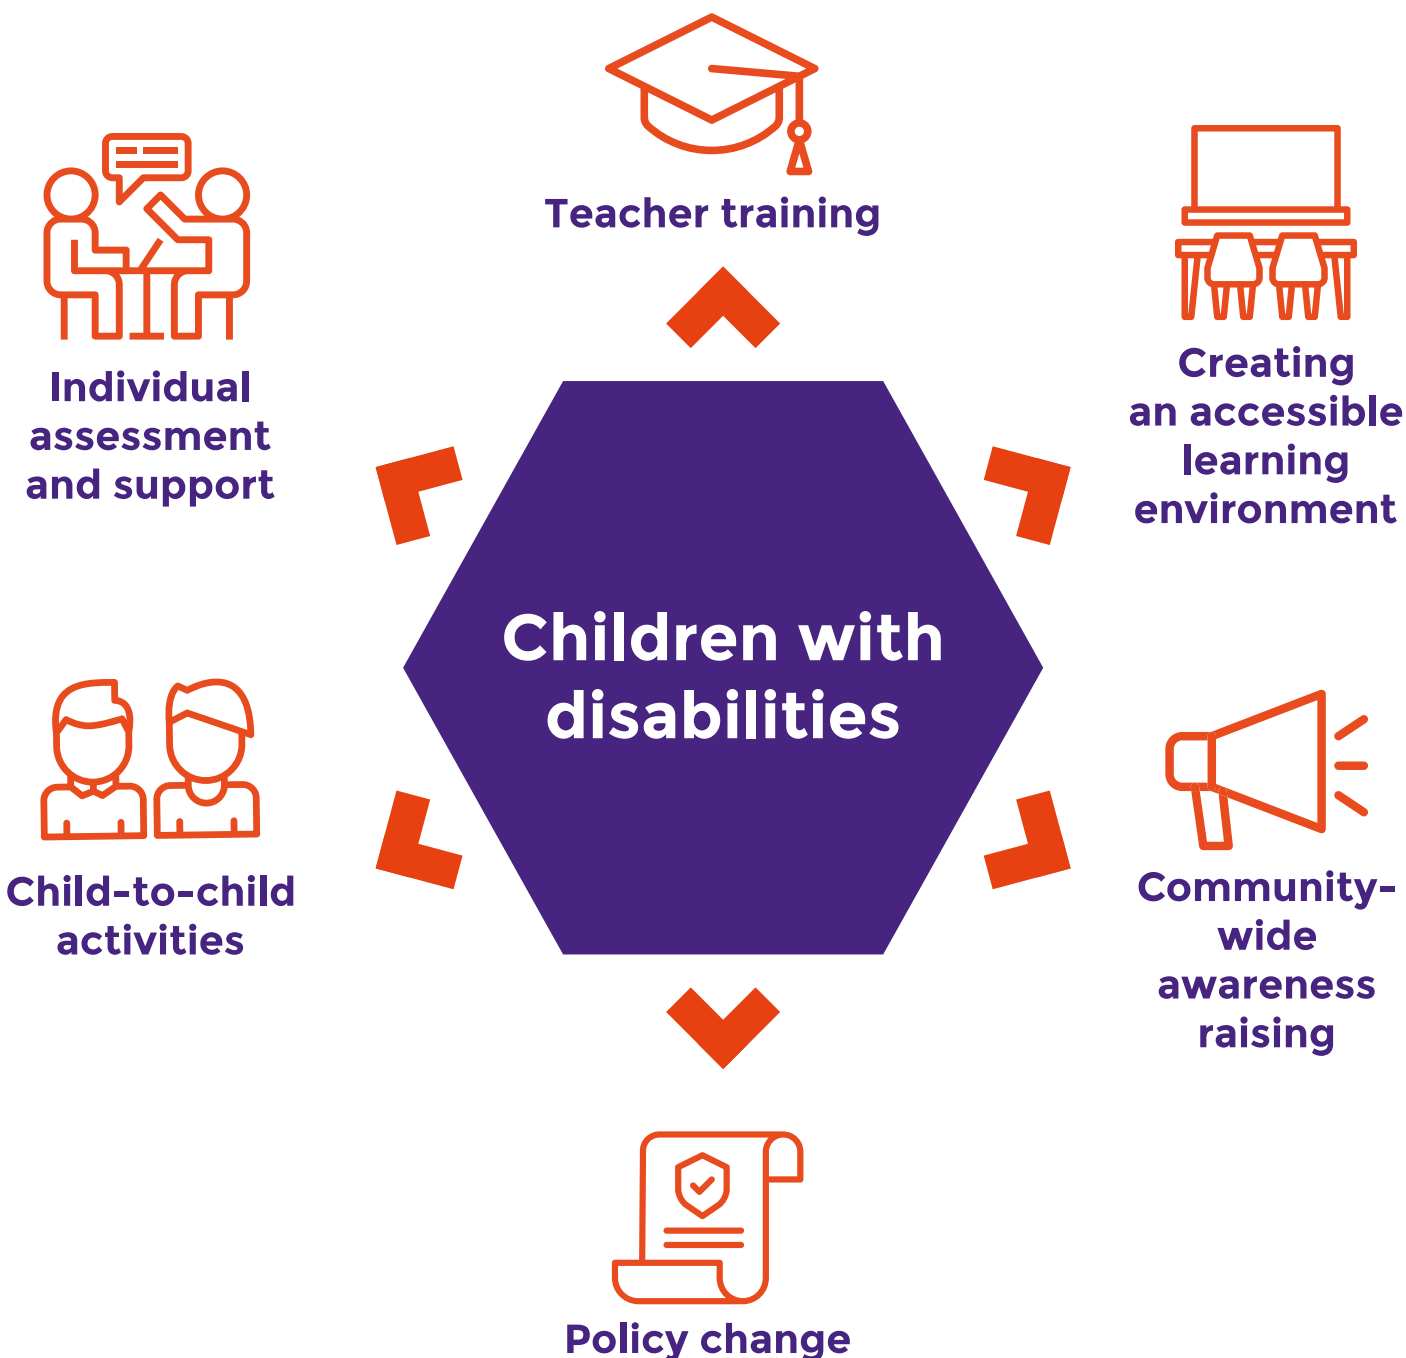 Teacher training
Individual
assessment
and support
Creating
an accessible
learning
environment
Children with
disabilities
Child-to-child
activities
Community-
wide
awareness
raising
Policy change